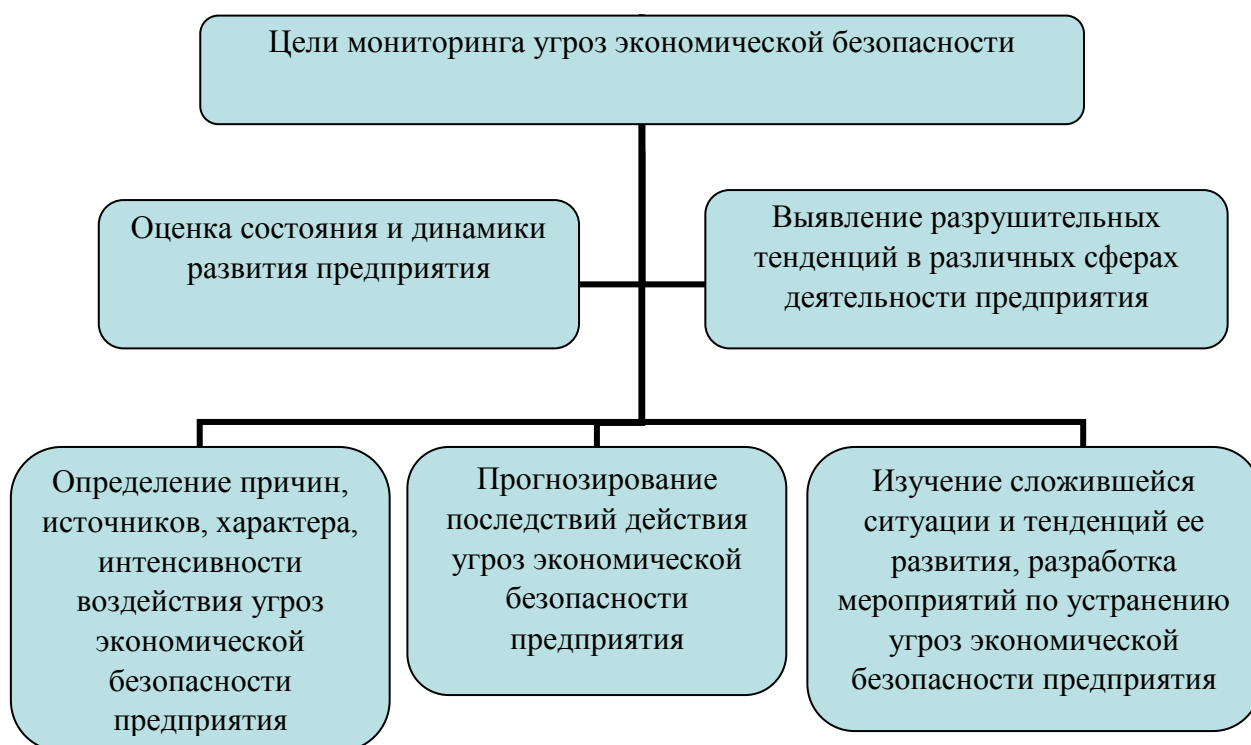 Цели мониторинга угроз экономической безопасности
Оценка состояния и динамики
развития предприятия
Выявление разрушительных
тенденций в различных сферах
деятельности предприятия
Определение причин,
источников, характера,
интенсивности
воздействия угроз
экономической
безопасности
предприятия
Прогнозирование
последствий действия
угроз экономической
безопасности
предприятия
Изучение сложившейся
ситуации и тенденций ее
развития, разработка
мероприятий по устранению
угроз экономической
безопасности предприятия